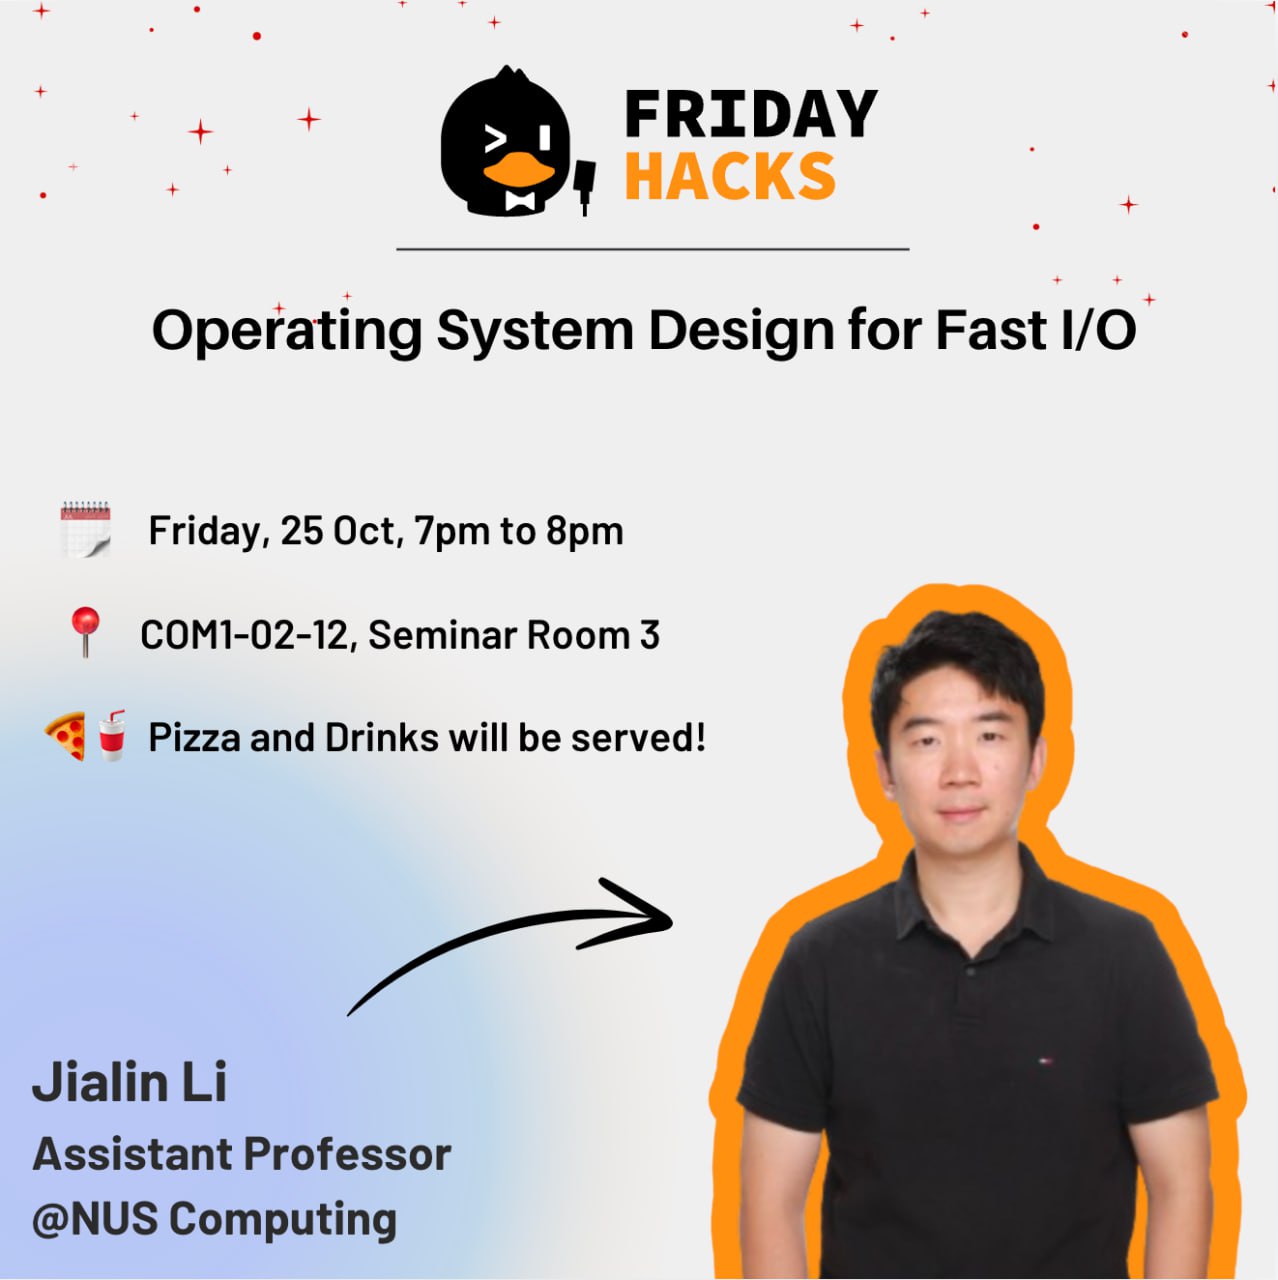 FRIDAY
HACKS
Operating System Design for Fast I/O
Friday, 25 Oct, 7pm to 8pm
COM1-02-12, Seminar Room 3
Pizza and Drinks will be served!
Jialin Li
Assistant Professor
@NUS Computing